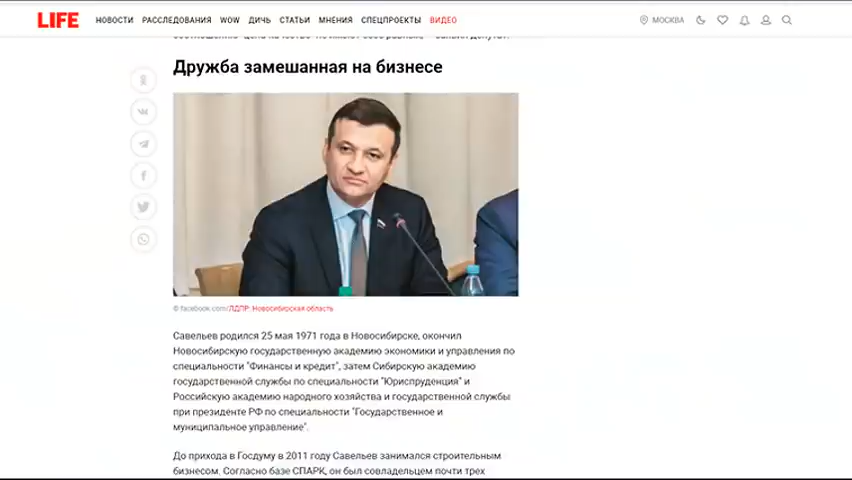 LIFE
НОВОСТИ РАССЛЕДОВАНИЯ WOW ДИЧЬ СТАТЬИ МНЕНИЯ СПЕЦПРОЕКТЫ ВИДЕО
МОСКВА
Дружба замешанная на бизнесе
© facebook.com/ЛДПР. Новосибирская область
Савельев родился 25 мая 1971 года в Новосибирске, окончил
Новосибирскую государственную академию экономики и управления по
специальности "Финансы и кредит", затем Сибирскую академию
государственной службы по специальности "Юриспруденция" и
Российскую академию народного хозяйства и государственной службы
при президенте РФ по специальности "Государственное и
муниципальное управление".
До прихода в Госдуму в 2011 году Савельев занимался строительным
бизнесом. Согласно базе СПАРК, он был совладельцем почти трех